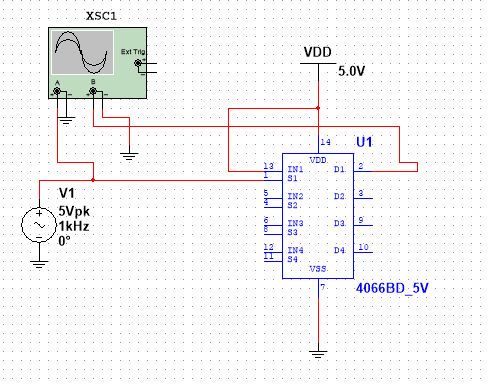 XSC1
Ext Trig
+
-
A
B
+ - + -
VDD
5.0V
U1
14
VDD
13 IN1 D1 2
1 S1
5 IN2 D2 3
4 S2
6 IN3 D3 9
8 S3
12 IN4 D4 10
11 S4
VSS
7
4066BD_5V
V1
5Vpk
1kHz
0°
+
-